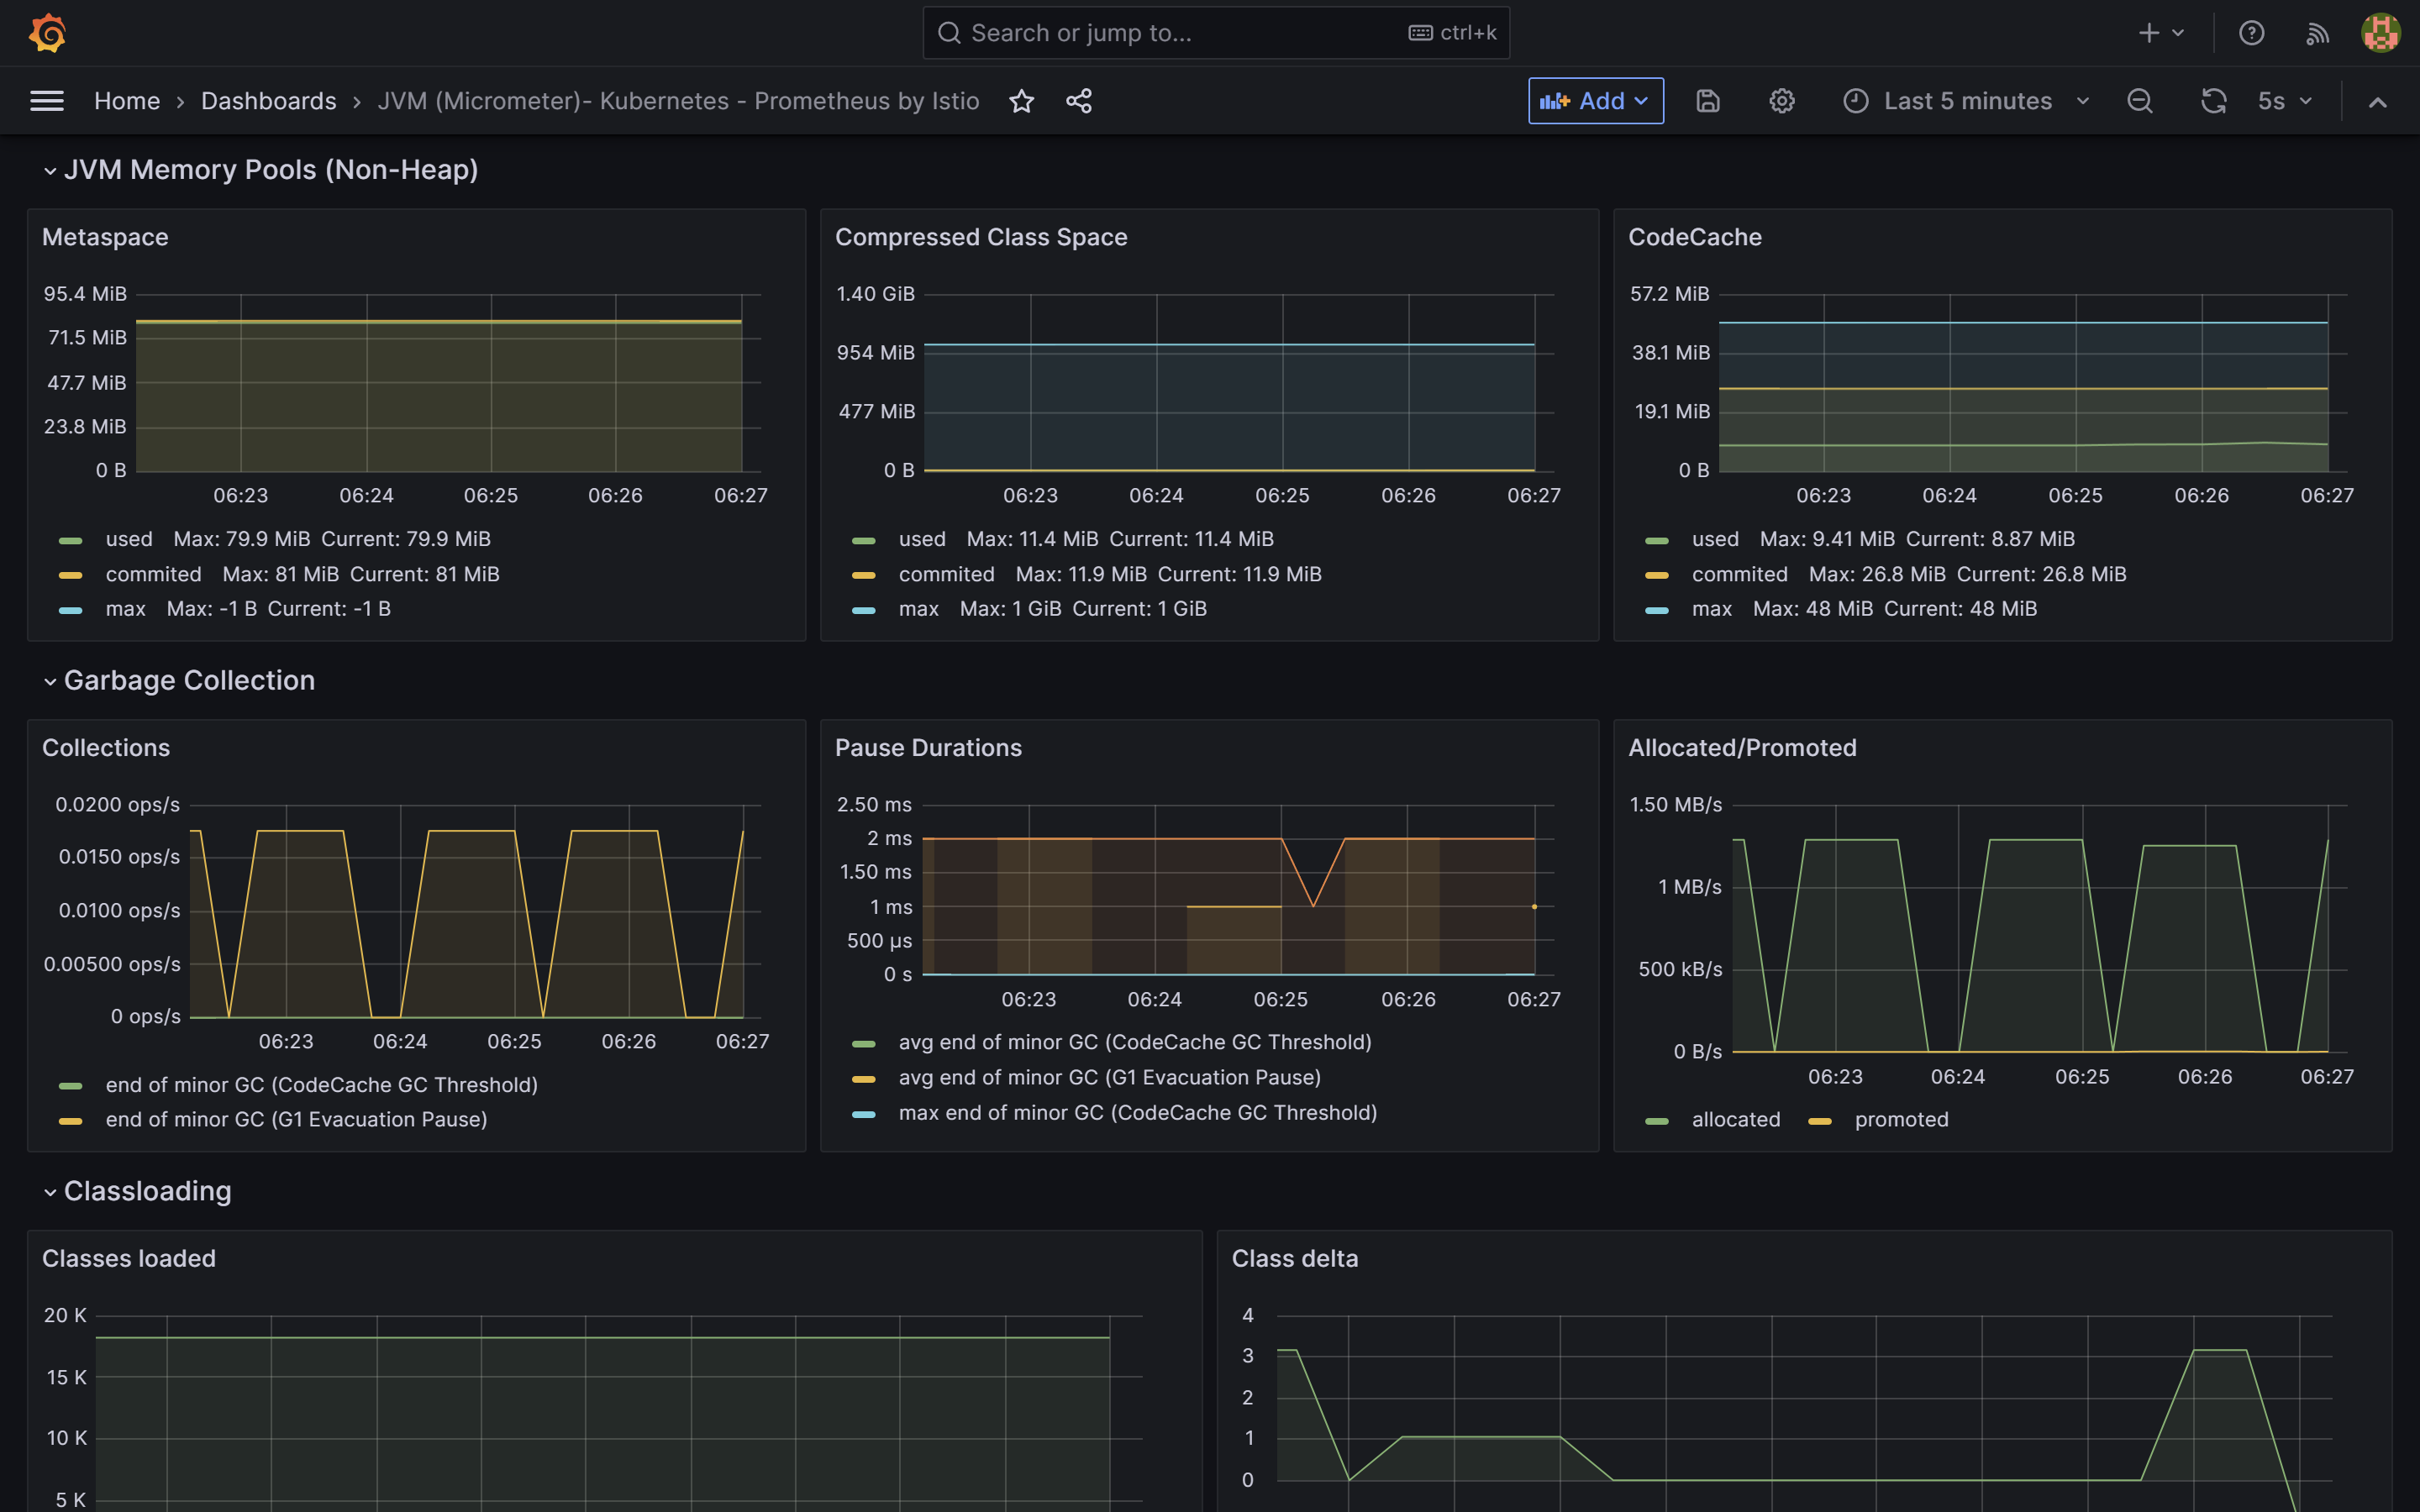 Search or jump to...
ctrl+k
Home
Dashboards
JVM (Micrometer)- Kubernetes - Prometheus by Istio
Add
Last 5 minutes
5s
JVM Memory Pools (Non-Heap)
Metaspace
95.4 MiB
71.5 MiB
47.7 MiB
23.8 MiB
0 B
06:23 06:24 06:25 06:26 06:27
used Max: 79.9 MiB Current: 79.9 MiB
commited Max: 81 MiB Current: 81 MiB
max Max: -1 B Current: -1 B
Compressed Class Space
1.40 GiB
954 MiB
477 MiB
0 B
06:23 06:24 06:25 06:26 06:27
used Max: 11.4 MiB Current: 11.4 MiB
commited Max: 11.9 MiB Current: 11.9 MiB
max Max: 1 GiB Current: 1 GiB
CodeCache
57.2 MiB
38.1 MiB
19.1 MiB
0 B
06:23 06:24 06:25 06:26 06:27
used Max: 9.41 MiB Current: 8.87 MiB
commited Max: 26.8 MiB Current: 26.8 MiB
max Max: 48 MiB Current: 48 MiB
Garbage Collection
Collections
0.0200 ops/s
0.0150 ops/s
0.0100 ops/s
0.00500 ops/s
0 ops/s
06:23 06:24 06:25 06:26 06:27
end of minor GC (CodeCache GC Threshold)
end of minor GC (G1 Evacuation Pause)
Pause Durations
2.50 ms
2 ms
1.50 ms
1 ms
500 µs
0 s
06:23 06:24 06:25 06:26 06:27
avg end of minor GC (CodeCache GC Threshold)
avg end of minor GC (G1 Evacuation Pause)
max end of minor GC (CodeCache GC Threshold)
Allocated/Promoted
1.50 MB/s
1 MB/s
500 kB/s
0 B/s
06:23 06:24 06:25 06:26 06:27
allocated promoted
Classloading
Classes loaded
20 K
15 K
10 K
5 K
Class delta
4
3
2
1
0